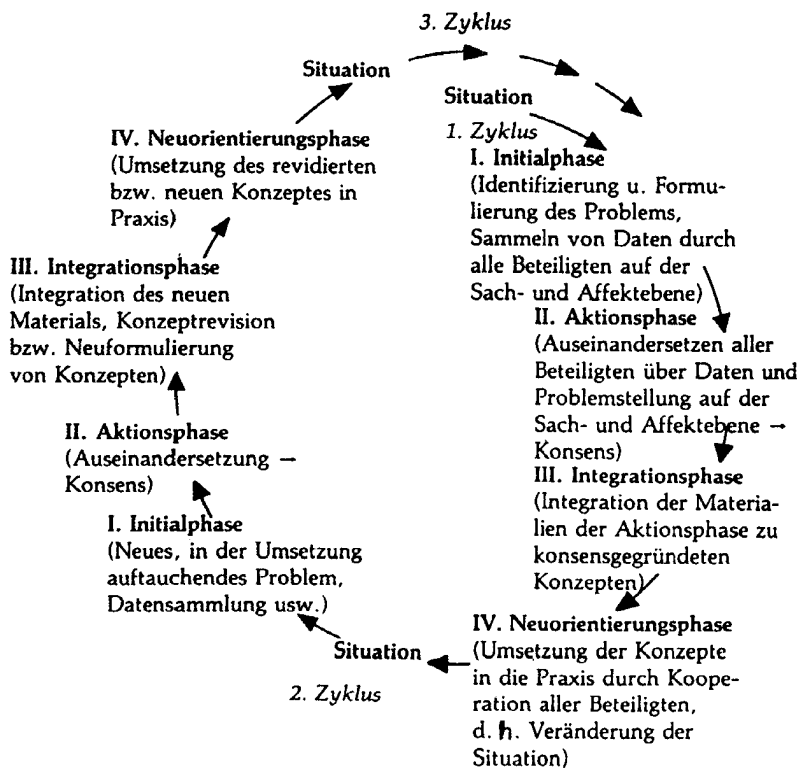 3. Zyklus
Situation
Situation
1. Zyklus
I. Initialphase
(Identifizierung u. Formu-
lierung des Problems,
Sammeln von Daten durch
alle Beteiligten auf der
Sach- und Affektebene)
II. Aktionsphase
(Auseinandersetzen aller
Beteiligten über Daten und
Problemstellung auf der
Sach- und Affektebene →
Konsens)
III. Integrationsphase
(Integration der Materia-
lien der Aktionsphase zu
konsensgegründeten
Konzepten)
IV. Neuorientierungsphase
(Umsetzung der Konzepte
in die Praxis durch Koope-
ration aller Beteiligten,
d. h. Veränderung der
Situation)
Situation
2. Zyklus
I. Initialphase
(Neues, in der Umsetzung
auftauchendes Problem,
Datensammlung usw.)
II. Aktionsphase
(Auseinandersetzung →
Konsens)
III. Integrationsphase
(Integration des neuen
Materials, Konzeptrevision
bzw. Neuformulierung
von Konzepten)
IV. Neuorientierungsphase
(Umsetzung des revidierten
bzw. neuen Konzeptes in
Praxis)